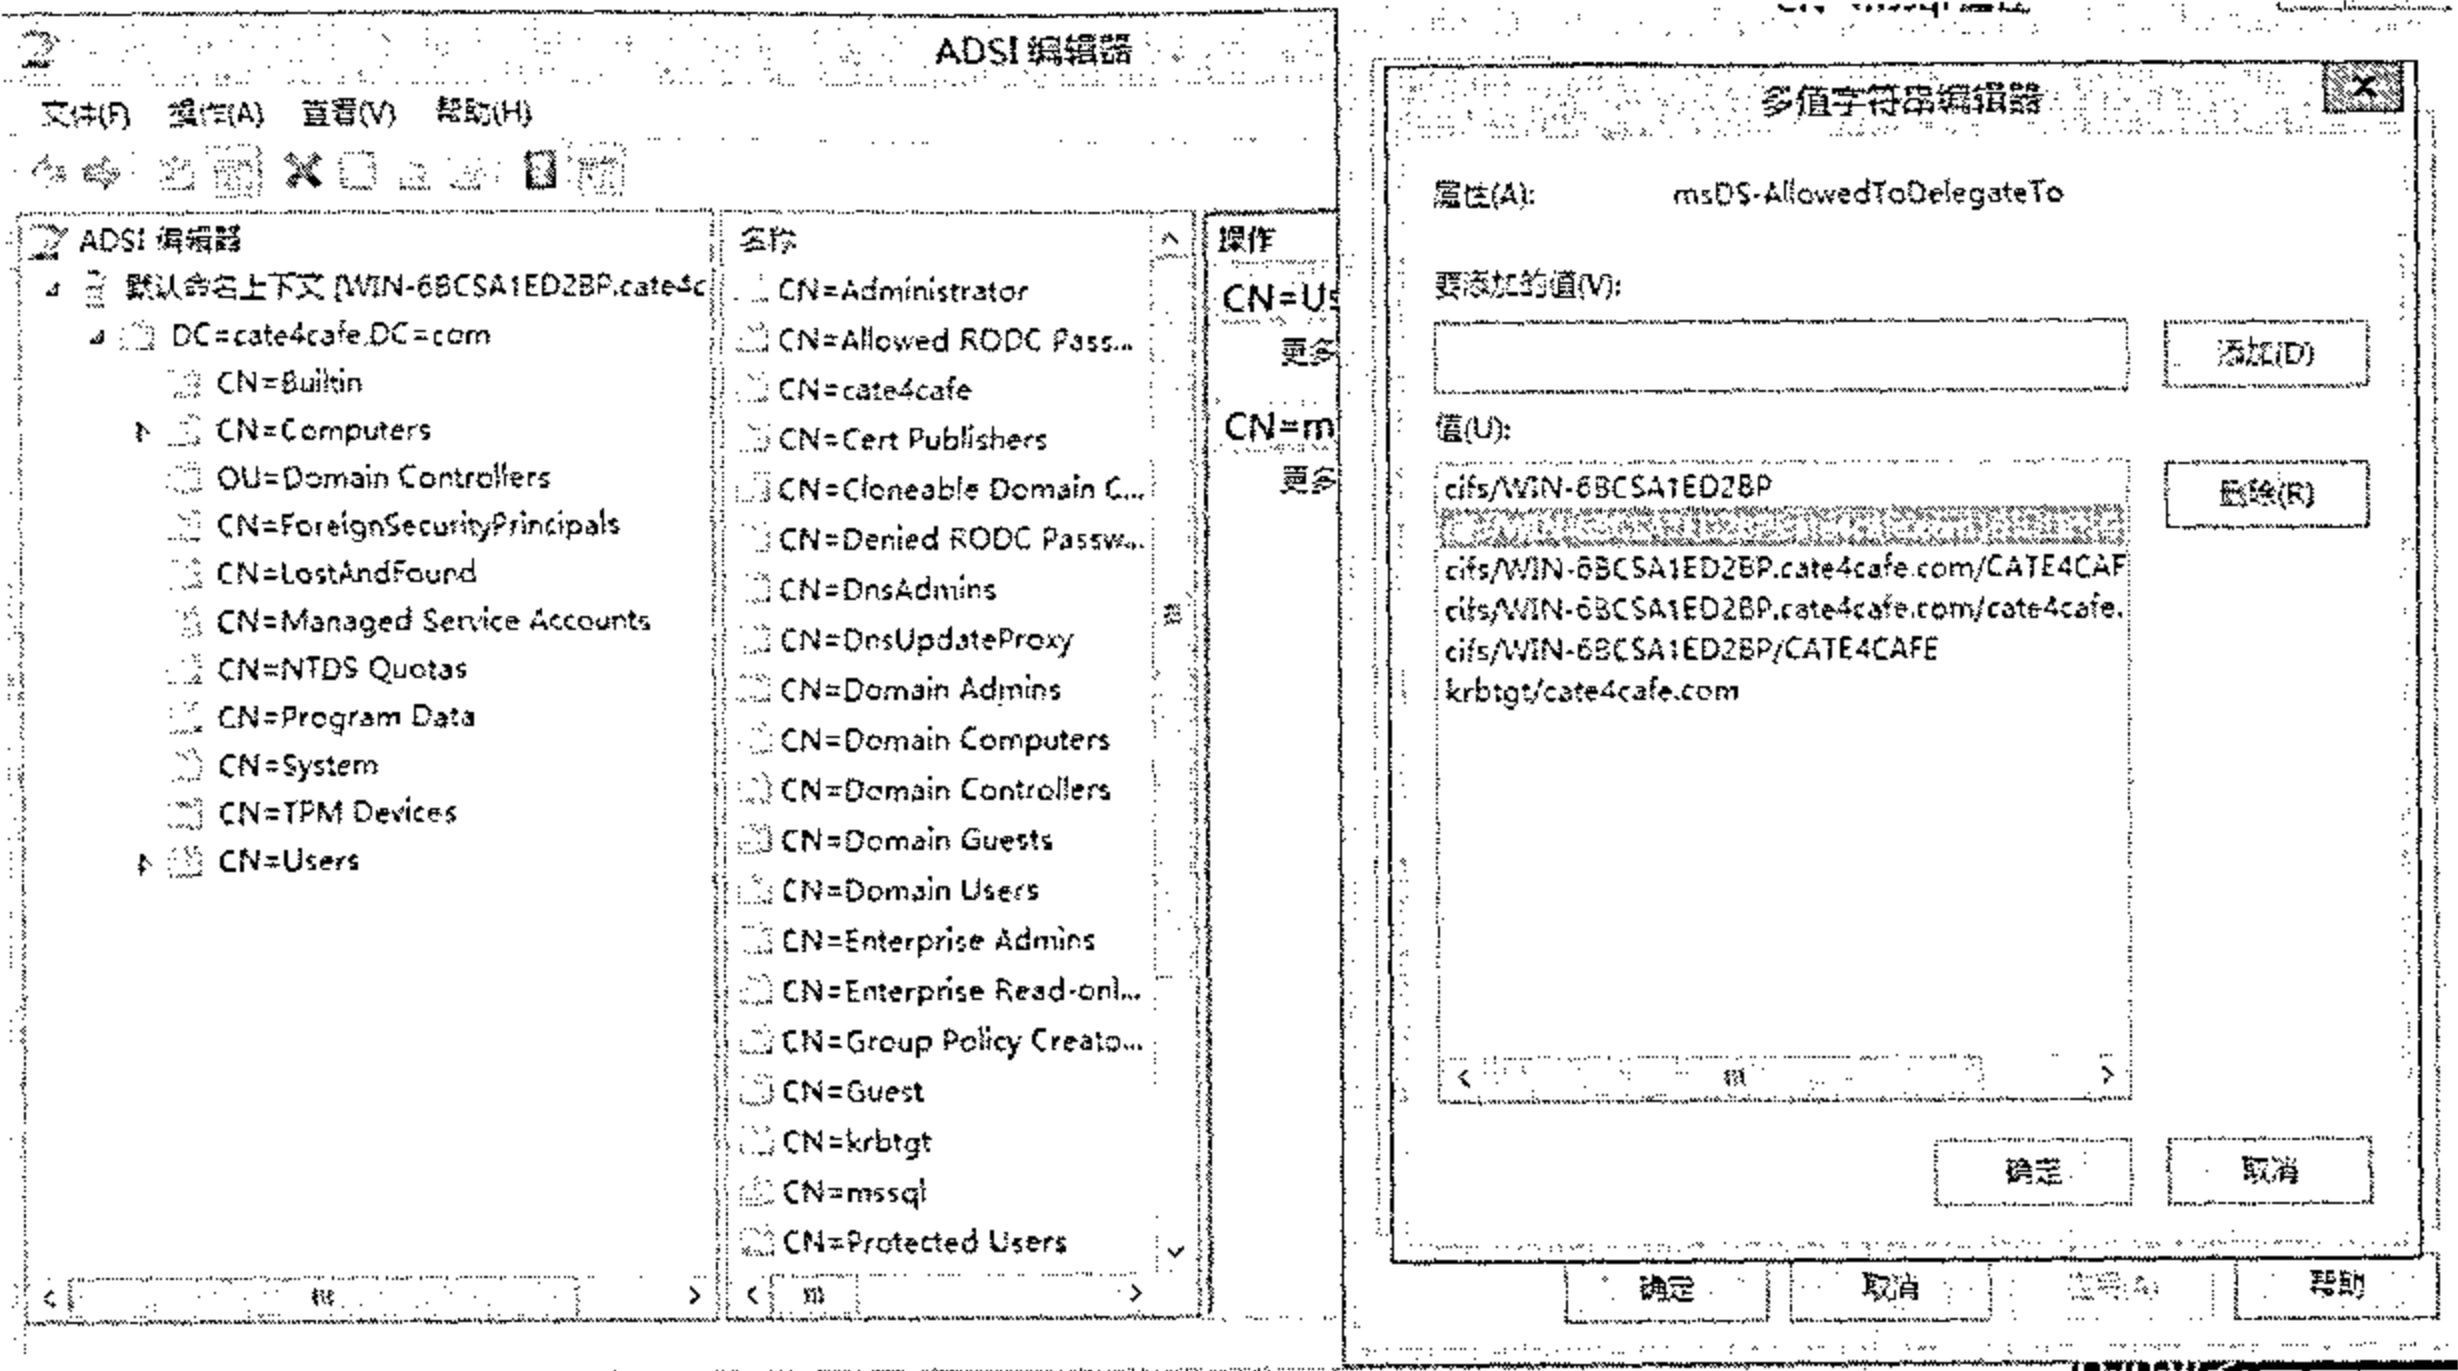 ADSI 编辑器
文件(F) 操作(A) 查看(V) 帮助(H)
ADSI 编辑器
默认命名上下文 [WIN-6BCSA1ED2BP.cate4c
DC=cate4cafe,DC=com
CN=Builtin
CN=Computers
OU=Domain Controllers
CN=ForeignSecurityPrincipals
CN=LostAndFound
CN=Managed Service Accounts
CN=NTDS Quotas
CN=Program Data
CN=System
CN=TPM Devices
CN=Users
名称
CN=Administrator
CN=Allowed RODC Pass...
CN=cate4cafe
CN=Cert Publishers
CN=Cloneable Domain C...
CN=Denied RODC Passw...
CN=DnsAdmins
CN=DnsUpdateProxy
CN=Domain Admins
CN=Domain Computers
CN=Domain Controllers
CN=Domain Guests
CN=Domain Users
CN=Enterprise Admins
CN=Enterprise Read-onl...
CN=Group Policy Creato...
CN=Guest
CN=krbtgt
CN=mssql
CN=Protected Users
操作
CN=Us
更多
CN=m
更多
多值字符串编辑器
属性(A): msDS-AllowedToDelegateTo
要添加的值(V):
添加(D)
值(U):
cifs/WIN-6BCSA1ED2BP
cifs/WIN-6BCSA1ED2BP.cate4cafe.com/CATE4CAF
cifs/WIN-6BCSA1ED2BP.cate4cafe.com/cate4cafe.
cifs/WIN-6BCSA1ED2BP/CATE4CAFE
krbtgt/cate4cafe.com
删除(R)
确定 取消
确定 取消 帮助